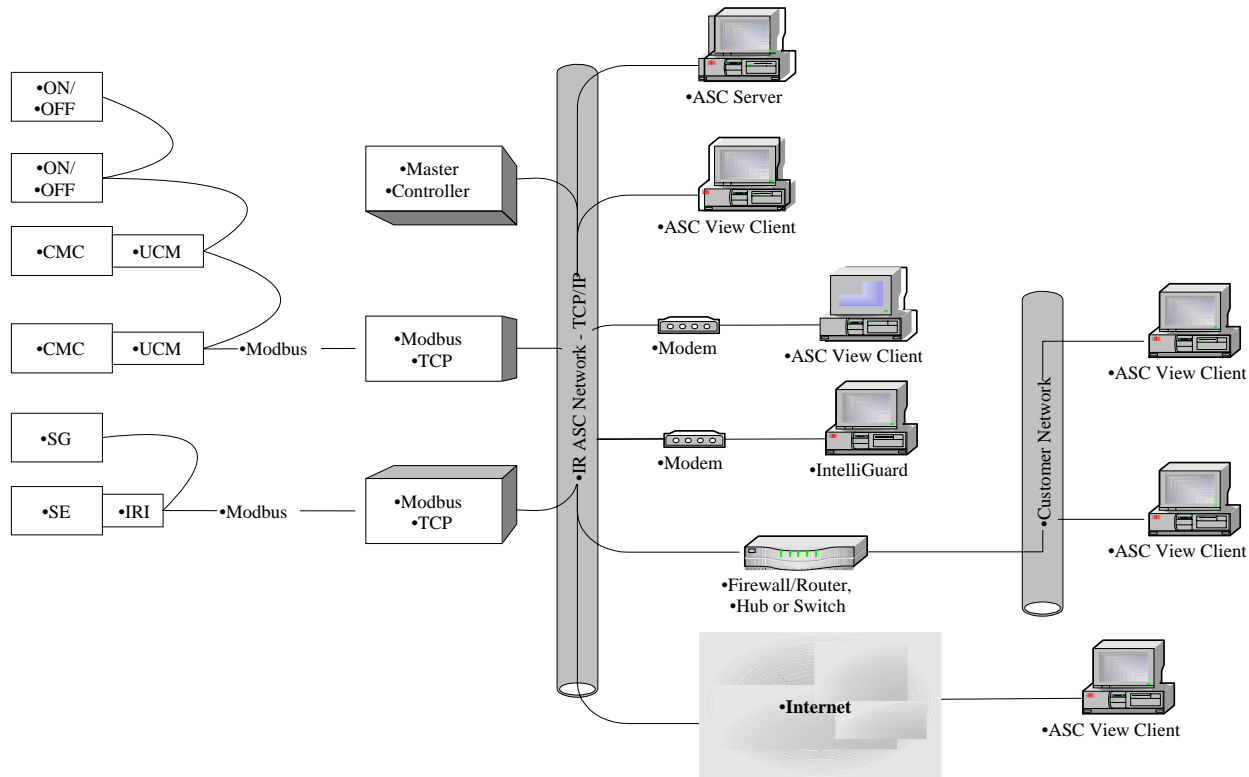 •ON/
•OFF
•ON/
•OFF
•CMC
•UCM
•CMC
•UCM
•Modbus
•SG
•SE
•IRI
•Modbus
•Master
•Controller
•Modbus
•TCP
•Modbus
•TCP
•IR ASC Network - TCP/IP
•ASC Server
•ASC View Client
•Modem
•ASC View Client
•Modem
•IntelliGuard
•Firewall/Router,
•Hub or Switch
•Customer Network
•ASC View Client
•ASC View Client
•Internet
•ASC View Client